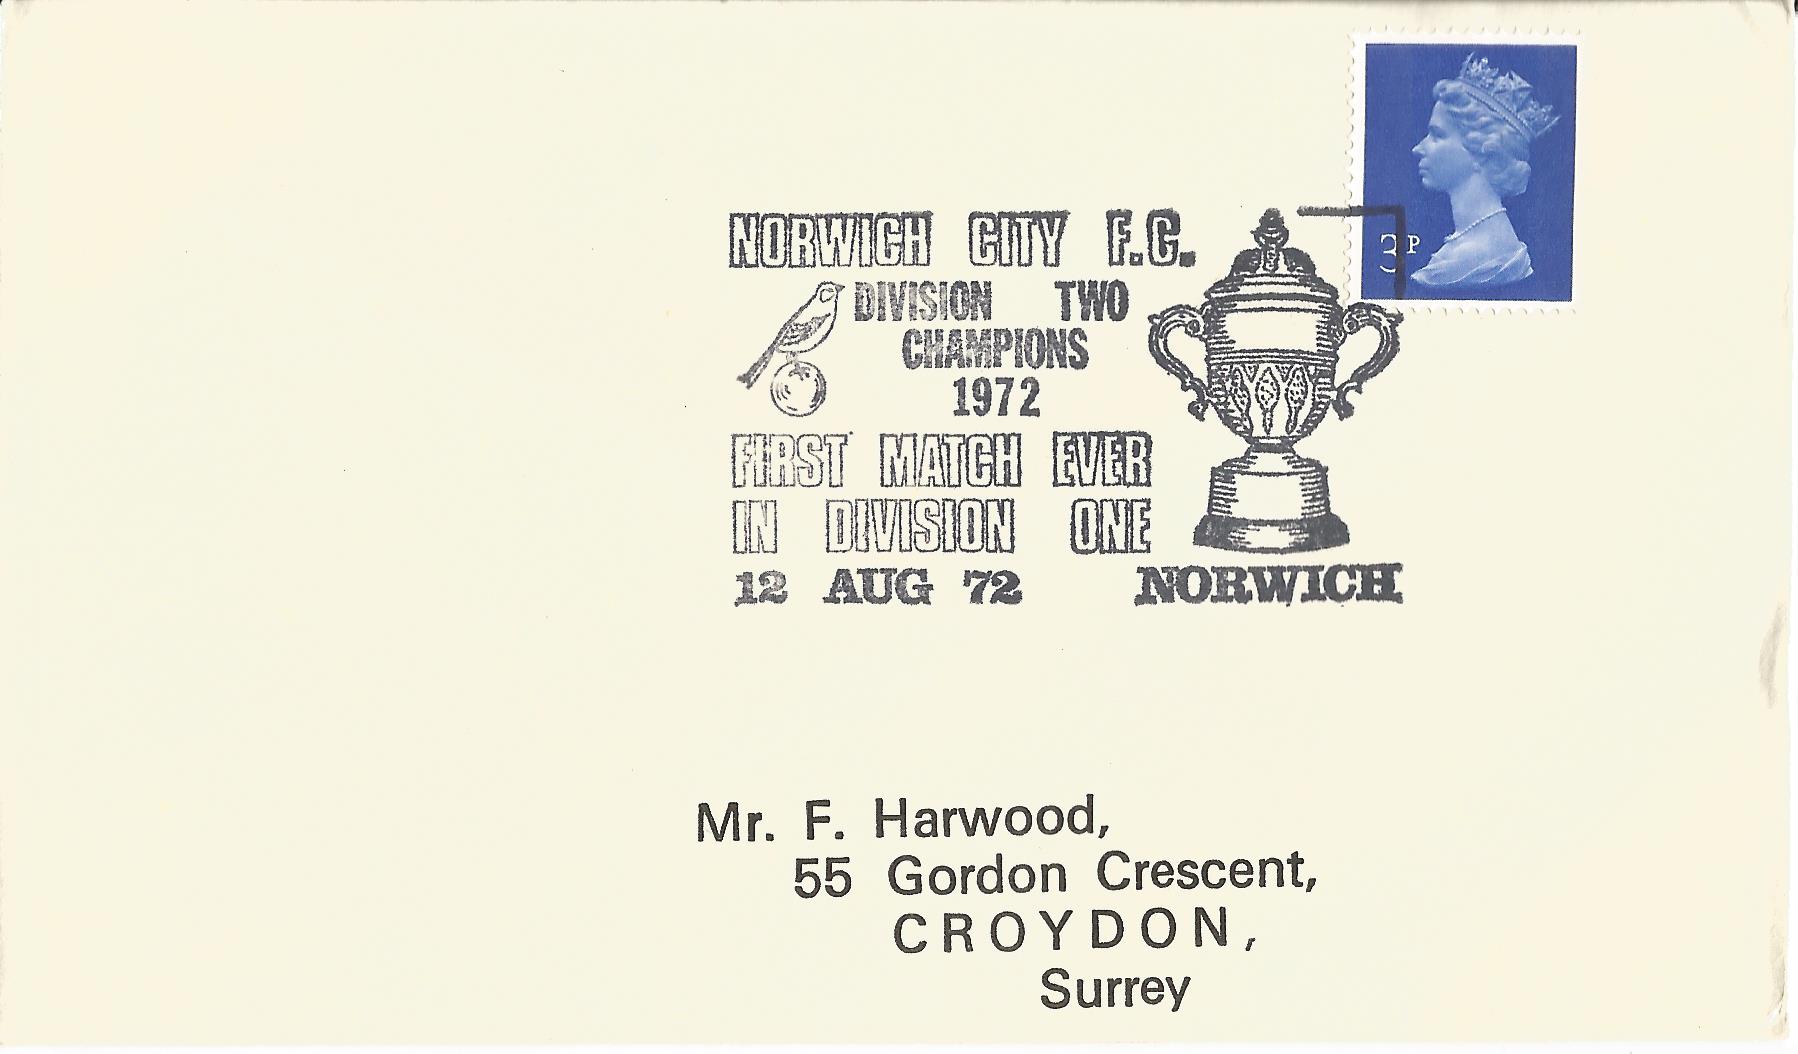 3P
NORWICH CITY F.C.
DIVISION TWO
CHAMPIONS
1972
FIRST MATCH EVER
IN DIVISION ONE
12 AUG '72 NORWICH
Mr. F. Harwood,
55 Gordon Crescent,
CROYDON,
Surrey